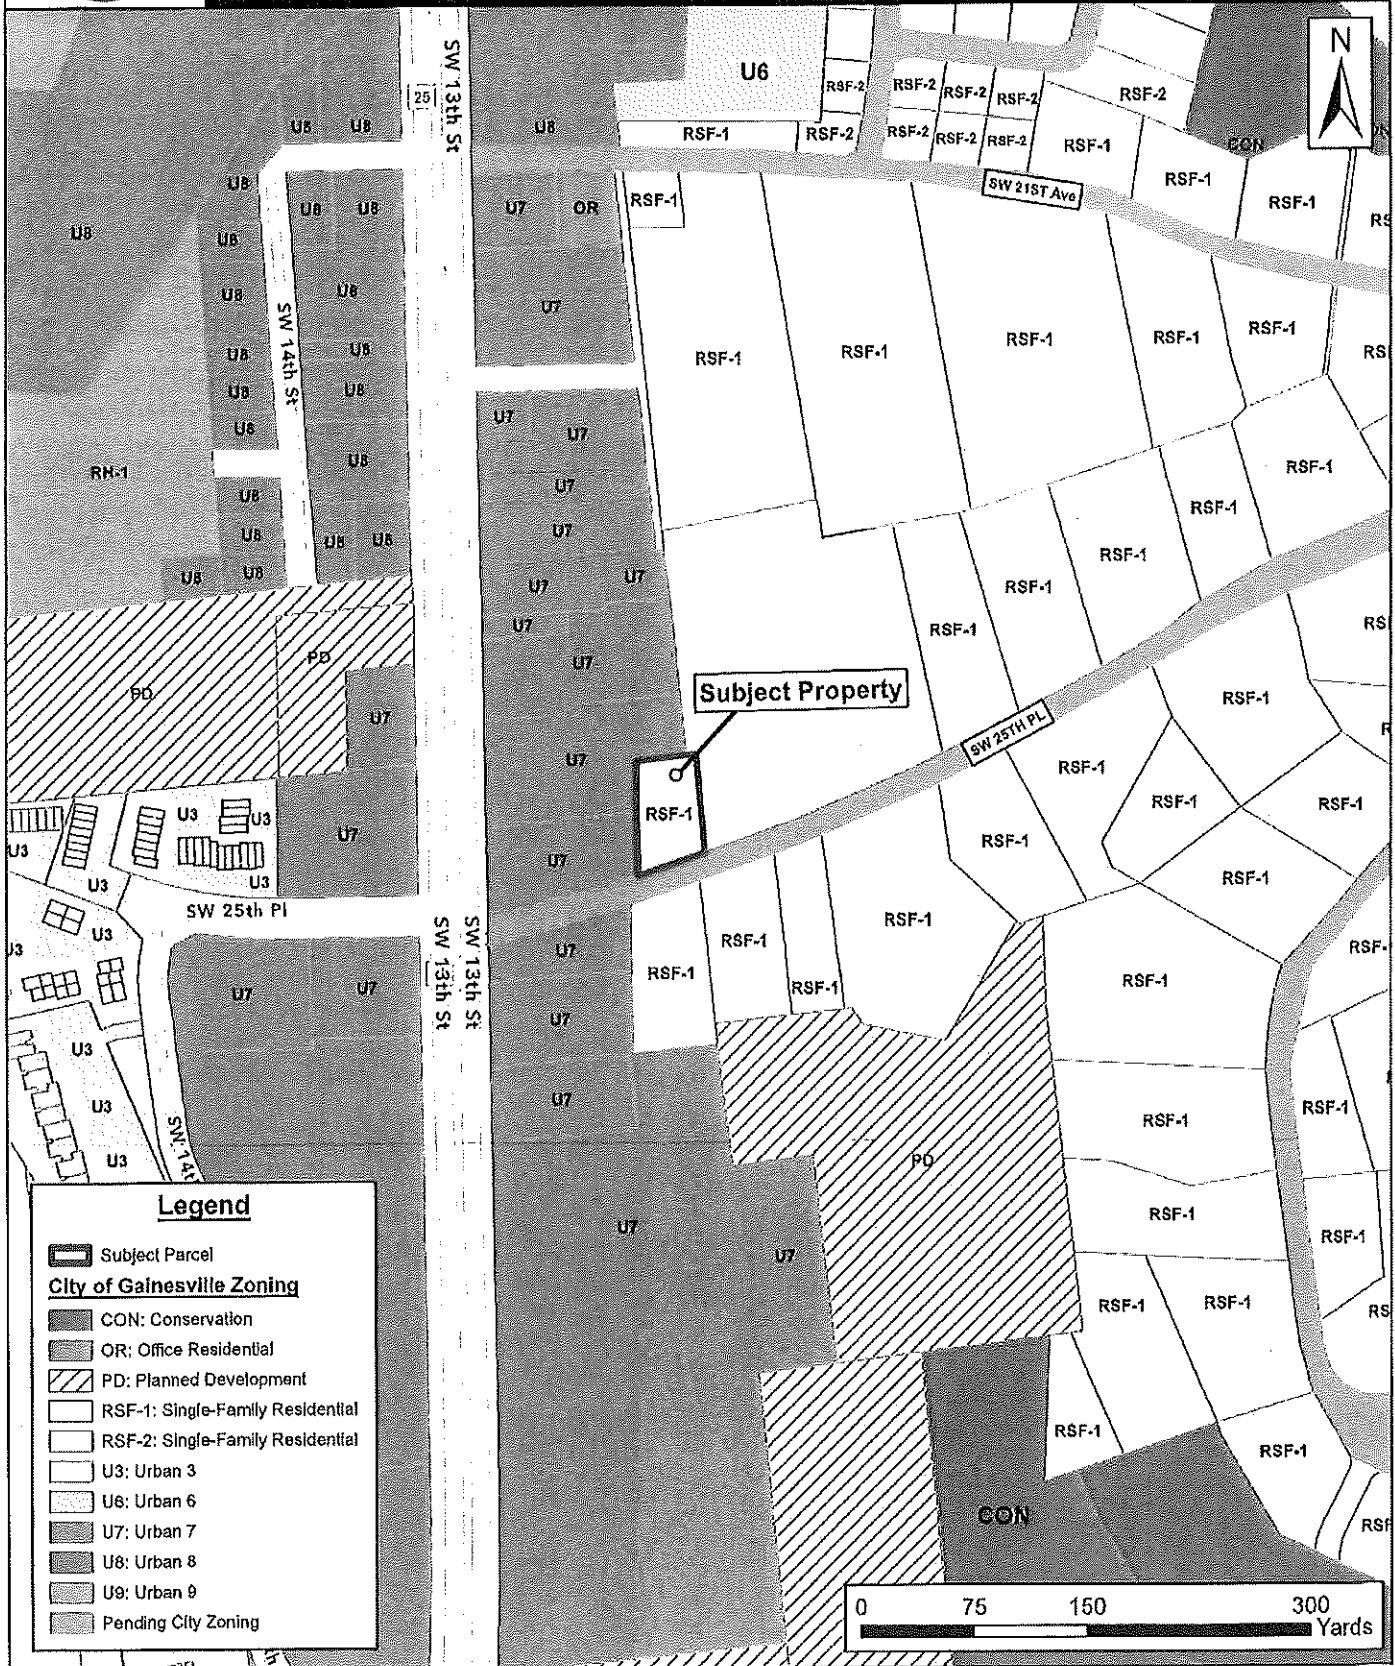 N
SW 13th St
25
U6
RSF-2
RSF-2 RSF-2 RSF-2
RSF-2
U8 U8
U8
RSF-1 RSF-2
RSF-2 RSF-2 RSF-2
RSF-1
CON
RSF-1
RSF-1
SW 21ST Ave
U8
U8 U8
U7 OR
RSF-1
U8
U8
U8
U8
U7
SW 14th St
RSF-1
RSF-1
RSF-1
RSF-1
RSF-1
U8
U8
U8
U8
U8
U7
U7
RH-1
U8
U7
RSF-1
U8
U8
U7
RSF-1
U8 U8
U8 U8
U7
U7
RSF-1
RSF-1
U7
RSF-1
PD
U7
PD
Subject Property
RSF-1
U7
SW 25TH PL
U7
RSF-1
RSF-1
RSF-1
RSF-1
U3
U3
U3
U7
U7
RSF-1
U3
U3
RSF-1
SW 25th Pl
RSF-1
U3
SW 13th St
SW 13th St
U7
RSF-1
RSF-1
RSF-1
RSF-1
U7
U7
U7
U3
U3
U3
U7
RSF-1
RSF-1
PD
RSF-1
U7
U7
RSF-1
RSF-1
RSF-1
RSF-1
RSF-1
CON
Legend
Subject Parcel
City of Gainesville Zoning
CON: Conservation
OR: Office Residential
PD: Planned Development
RSF-1: Single-Family Residential
RSF-2: Single-Family Residential
U3: Urban 3
U6: Urban 6
U7: Urban 7
U8: Urban 8
U9: Urban 9
Pending City Zoning
0 75 150 300
Yards